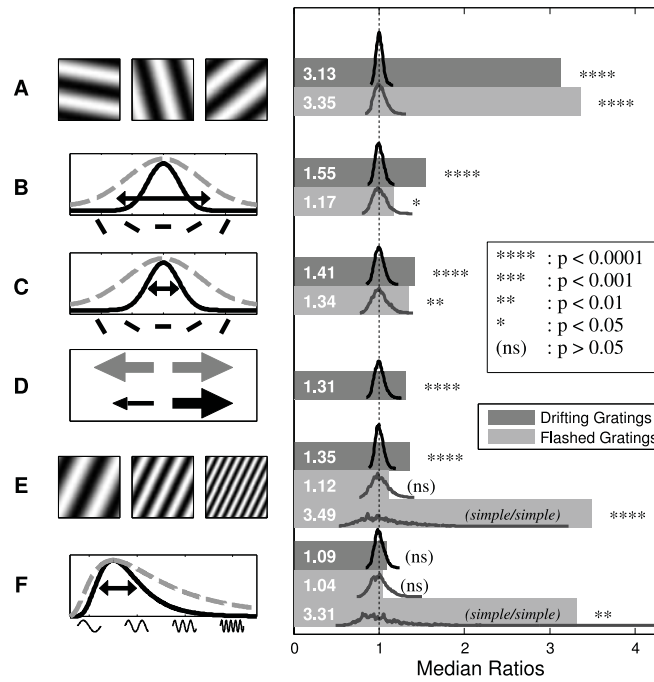 A
3.13 ****
3.35 ****
B
1.55 ****
1.17 *
C
1.41 ****
1.34 **
**** : p < 0.0001
*** : p < 0.001
** : p < 0.01
* : p < 0.05
(ns) : p > 0.05
D
1.31 ****
Drifting Gratings
Flashed Gratings
E
1.35 ****
1.12 (ns)
3.49 (simple/simple) ****
F
1.09 (ns)
1.04 (ns)
3.31 (simple/simple) **
0 1 2 3 4
Median Ratios